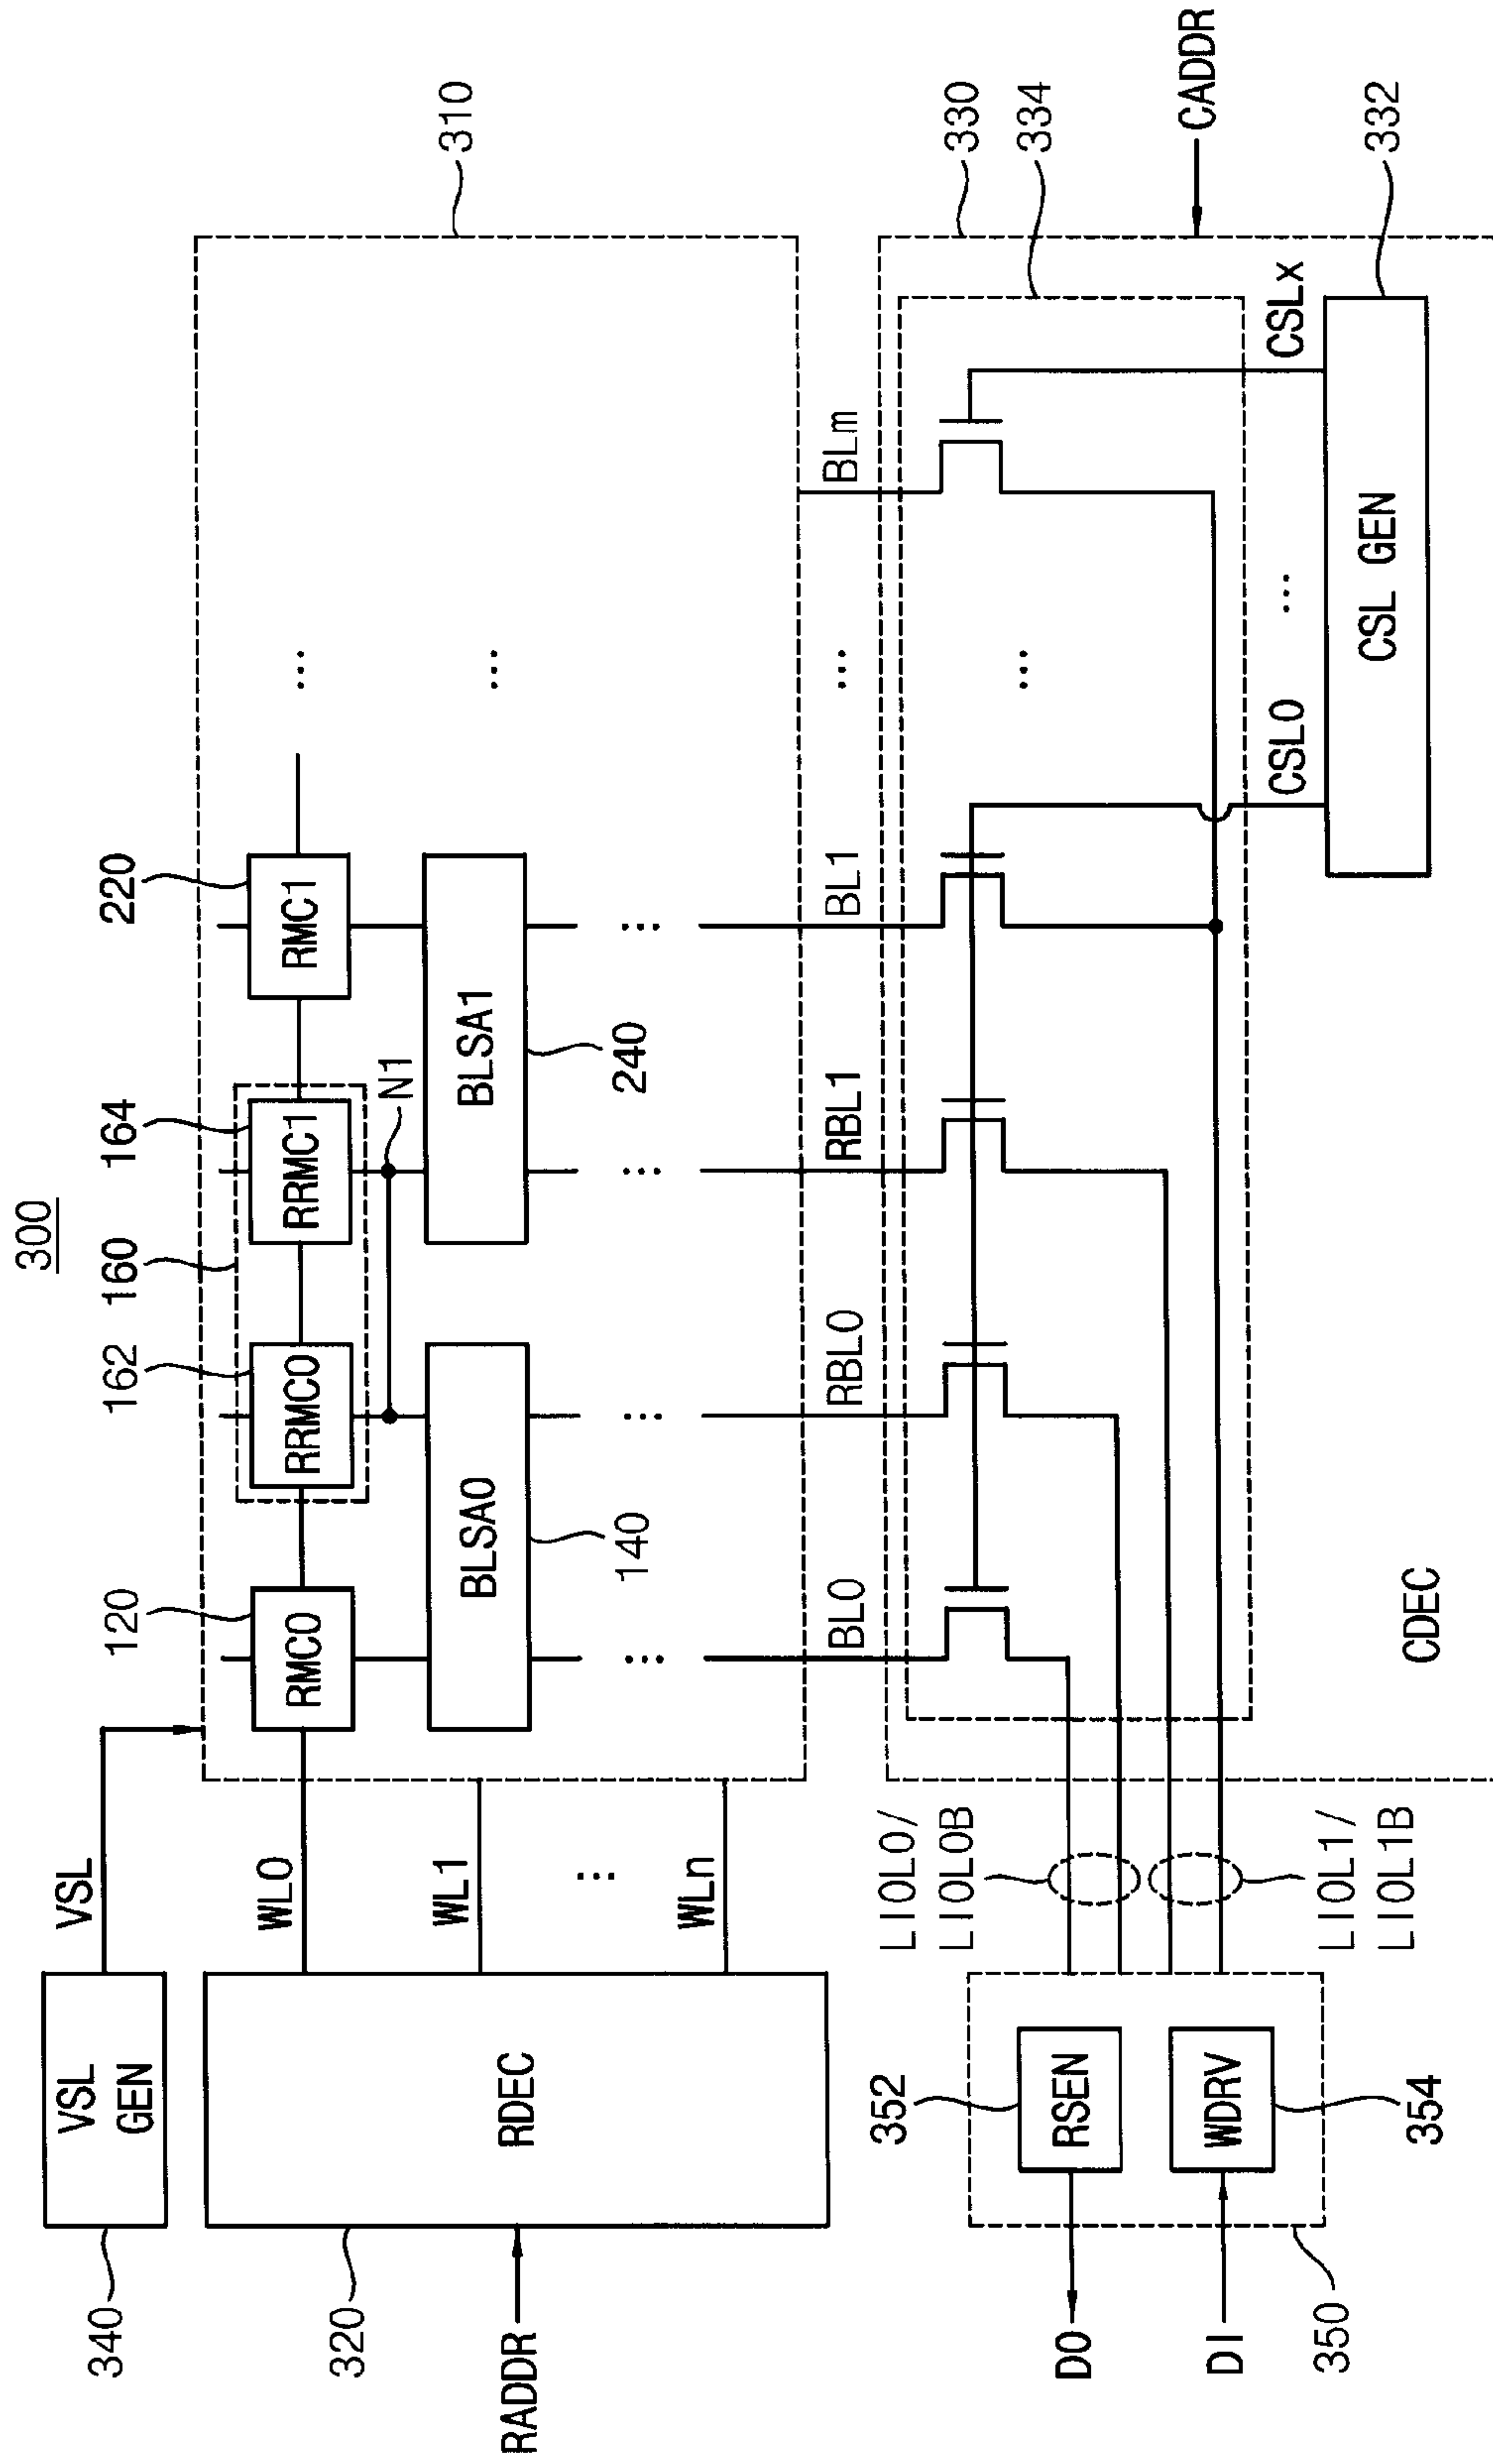 300
340
VSL
GEN
VSL
120
162
160
164
220
310
RMC0
RRMC0
RRMC1
RMC1
...
N1
WL0
WL1
...
WLn
RADDR
RDEC
320
BLSA0
140
BLSA1
240
...
... ... ... ...
BL0
RBL0
RBL1
BL1
...
BLm
330
334
...
CADDR
LIOL0/
LIOL0B
LIOL1/
LIOL1B
CSL0
...
CSLx
332
CSL GEN
CDEC
352
RSEN
DO
WDRV
354
DI
350